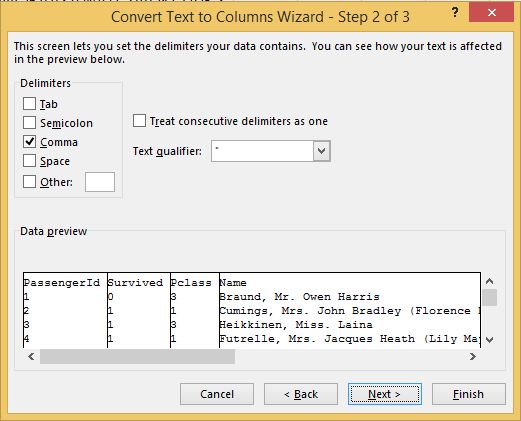 Convert Text to Columns Wizard - Step 2 of 3
?
This screen lets you set the delimiters your data contains. You can see how your text is affected
in the preview below.
Delimiters
Tab
Semicolon
Comma
Space
Other:
Treat consecutive delimiters as one
Text qualifier: "
Data preview
PassengerId Survived Pclass Name
1 0 3 Braund, Mr. Owen Harris
2 1 1 Cumings, Mrs. John Bradley (Florence
3 1 3 Heikkinen, Miss. Laina
4 1 1 Futrelle, Mrs. Jacques Heath (Lily May
Cancel < Back Next > Finish